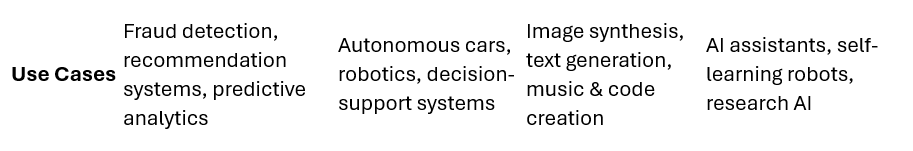 Use Cases
Fraud detection,
recommendation
systems, predictive
analytics
Autonomous cars,
robotics, decision-
support systems
Image synthesis,
text generation,
music & code
creation
AI assistants, self-
learning robots,
research AI